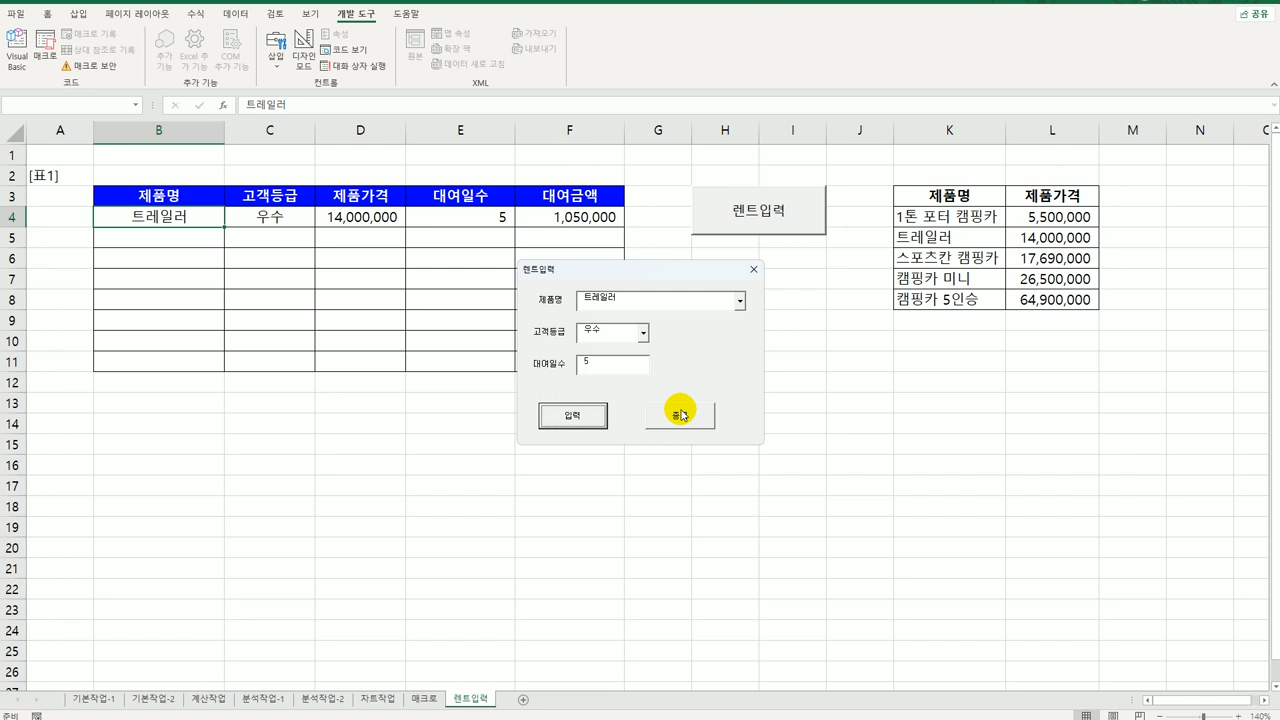 파일 홈 삽입 페이지 레이아웃 수식 데이터 검토 보기 개발 도구 도움말 공유
Visual Basic 매크로 매크로 기록 상대 참조로 기록 매크로 보안 코드
추가 기능 Excel 추가 기능 COM 추가 기능 추가 기능
삽입 디자인 모드 속성 코드 보기 대화 상자 실행 컨트롤
원본 맵 속성 확장 팩 데이터 새로 고침 가져오기 내보내기 XML
fx 트레일러
A B C D E F G H I J K L M N
1
2 [표1]
3 제품명 고객등급 제품가격 대여일수 대여금액 제품명 제품가격
4 트레일러 우수 14,000,000 5 1,050,000 렌트입력 1톤 포터 캠핑카 5,500,000
5 트레일러 14,000,000
6 스포츠칸 캠핑카 17,690,000
7 캠핑카 미니 26,500,000
8 캠핑카 5인승 64,900,000
9
10
11
12
13
14
15
16
17
18
19
20
21
22
23
24
25
26
렌트입력
제품명 트레일러
고객등급 우수
대여일수 5
입력
기본작업-1 기본작업-2 계산작업 분석작업-1 분석작업-2 차트작업 매크로 렌트입력
준비 140%